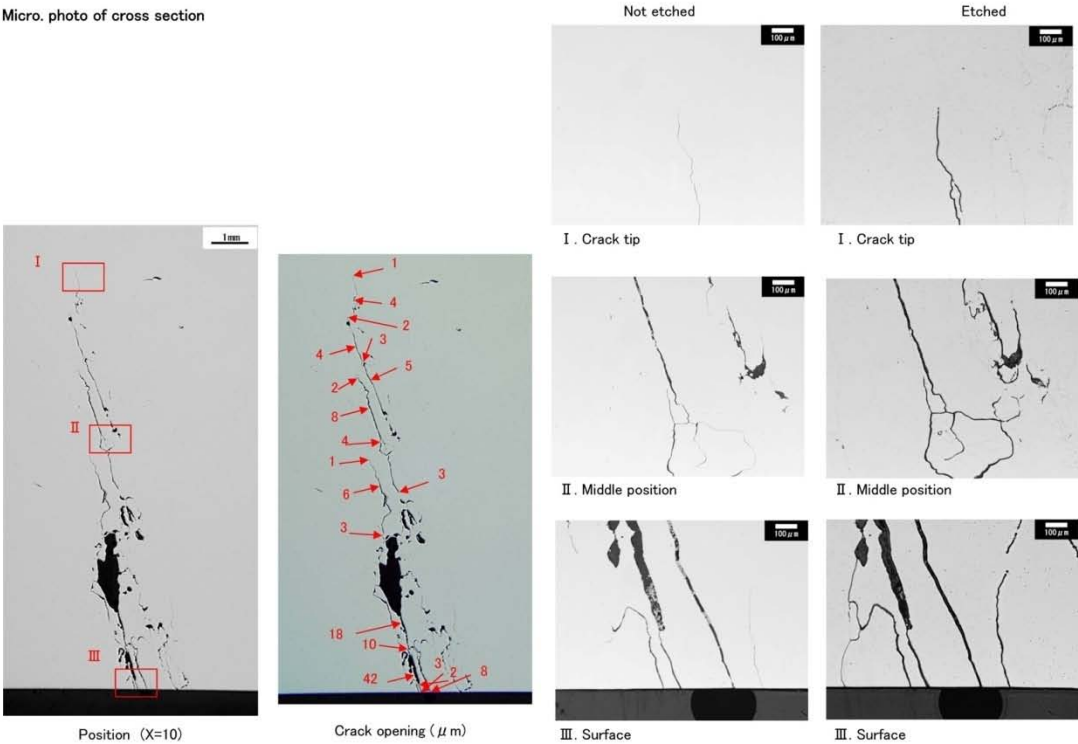 Micro. photo of cross section
Not etched
Etched
100 μm
100 μm
Ⅰ. Crack tip
Ⅰ. Crack tip
100 μm
100 μm
Ⅱ. Middle position
Ⅱ. Middle position
100 μm
100 μm
Ⅲ. Surface
Ⅲ. Surface
1mm
Ⅰ
Ⅱ
Ⅲ
Position (X=10)
1
4
2
3
4
5
2
8
4
1
3
6
3
18
10
3
8
2
42
Crack opening (μm)